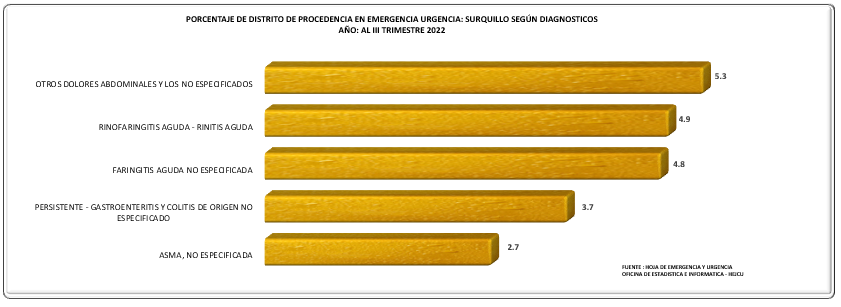 PORCENTAJE DE DISTRITO DE PROCEDENCIA EN EMERGENCIA URGENCIA: SURQUILLO SEGÚN DIAGNOSTICOS
AÑO: AL III TRIMESTRE 2022
OTROS DOLORES ABDOMINALES Y LOS NO ESPECIFICADOS
5.3
RINOFARINGITIS AGUDA - RINITIS AGUDA
4.9
FARINGITIS AGUDA NO ESPECIFICADA
4.8
PERSISTENTE - GASTROENTERITIS Y COLITIS DE ORIGEN NO
ESPECIFICADO
3.7
ASMA, NO ESPECIFICADA
2.7
FUENTE : HOJA DE EMERGENCIA Y URGENCIA
OFICINA DE ESTADISTICA E INFORMATICA - HEJCU